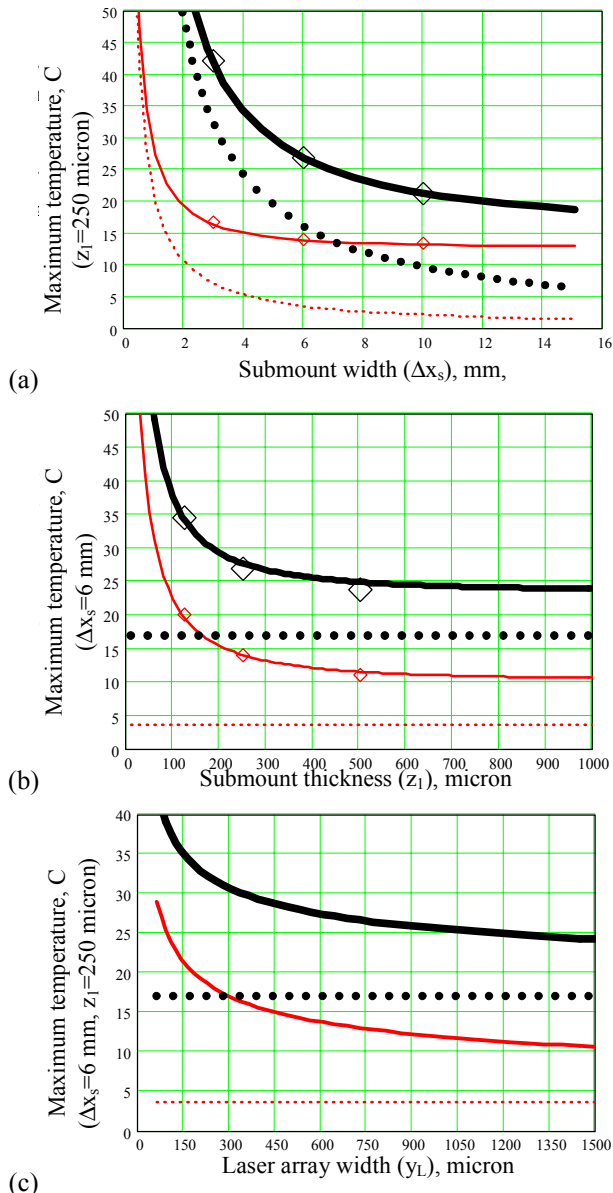 50
45
40
35
30
25
20
15
10
5
0
Maximum temperature, C
(z₁=250 micron)
0 2 4 6 8 10 12 14 16
Submount width (Δxₛ), mm,
(a)
50
45
40
35
30
25
20
15
10
5
0
Maximum temperature, C
(Δxₛ=6 mm)
0 100 200 300 400 500 600 700 800 900 1000
Submount thickness (z₁), micron
(b)
40
35
30
25
20
15
10
5
0
Maximum temperature, C
(Δxₛ=6 mm, z₁=250 micron)
0 150 300 450 600 750 900 1050 1200 1350 1500
Laser array width (y_L), micron
(c)